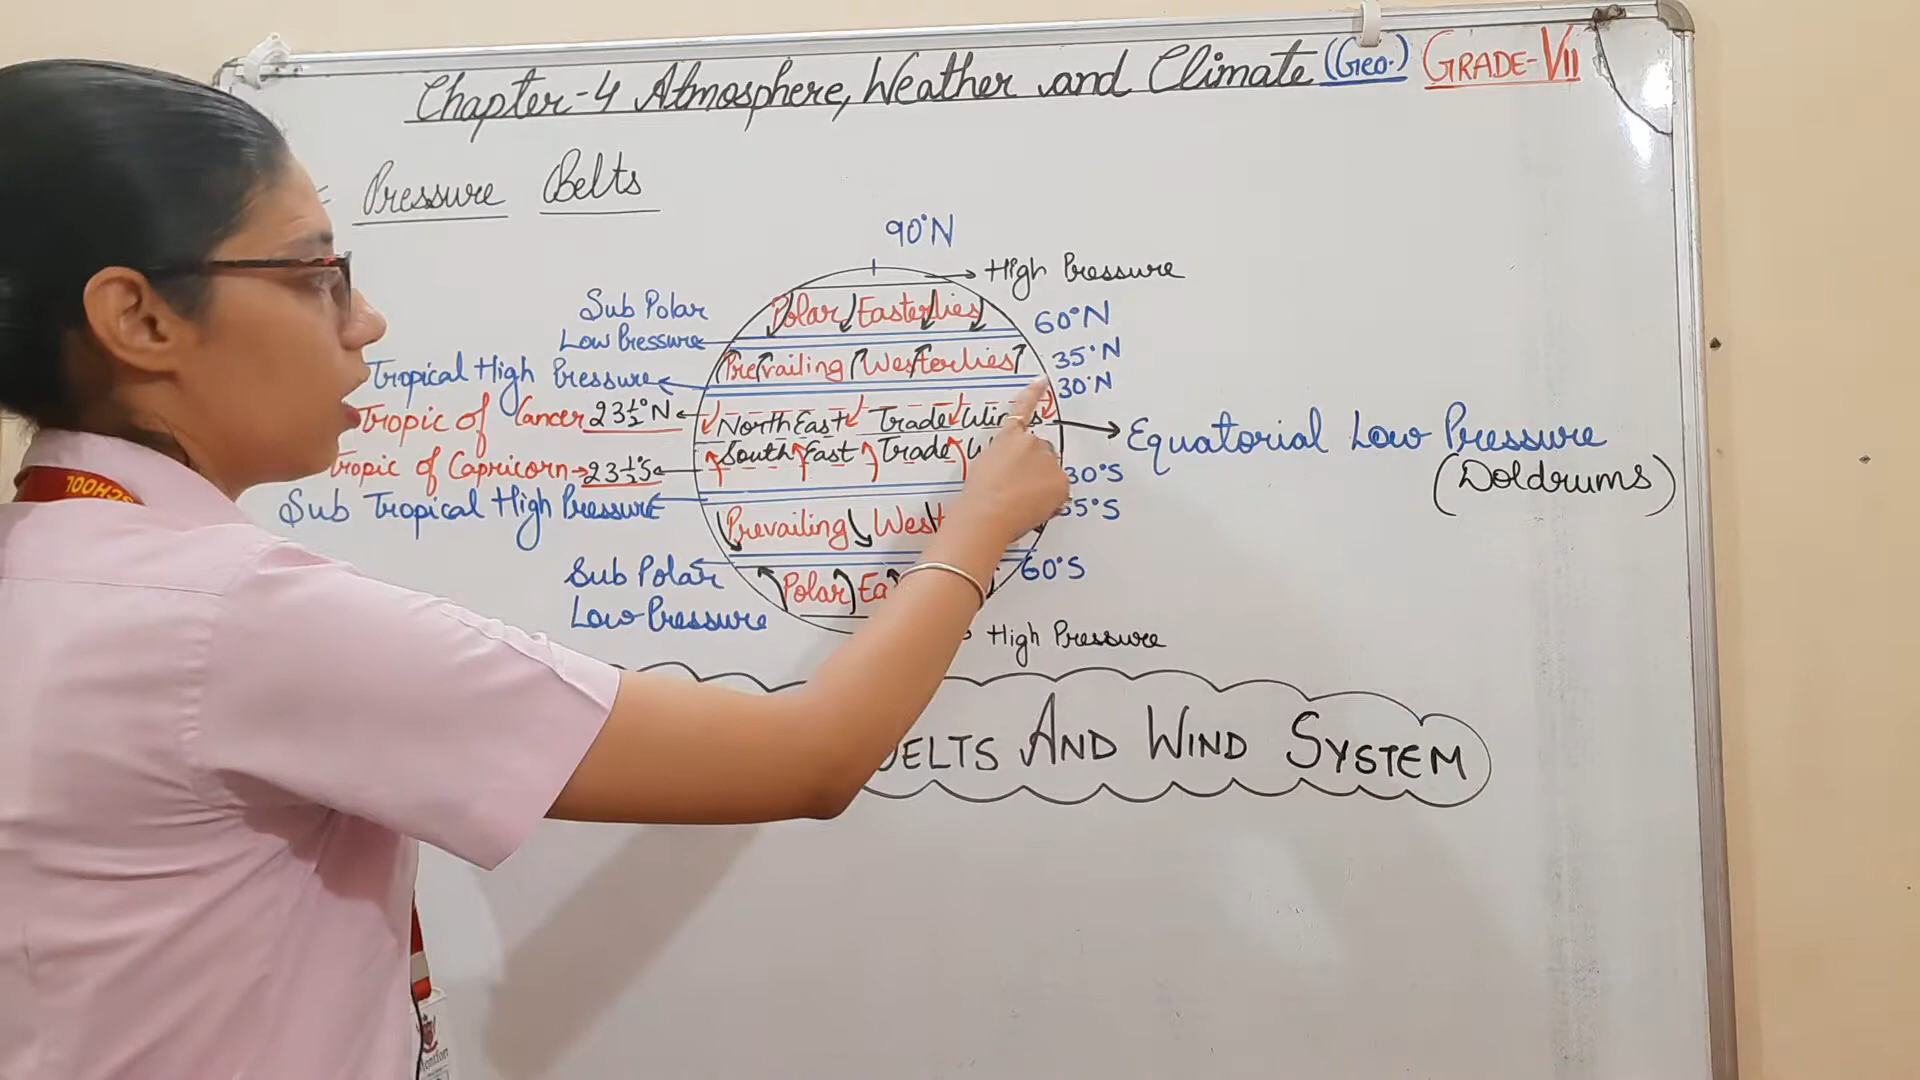 Chapter-4 Atmosphere, Weather and Climate (Geo.) GRADE-VII
Pressure Belts
90°N
High Pressure
Sub Polar
Low Pressure
Polar Easterlies
60°N
Prevailing Westerlies
35°N
Tropical High Pressure
30°N
Tropic of Cancer 23½°N
North East Trade Winds
Equatorial Low Pressure
(Doldrums)
South East Trade
Tropic of Capricorn 23½°S
30°S
Sub Tropical High Pressure
35°S
Prevailing West
Sub Polar
Low Pressure
60°S
Polar Ea
High Pressure
BELTS AND WIND SYSTEM
SCHOOL